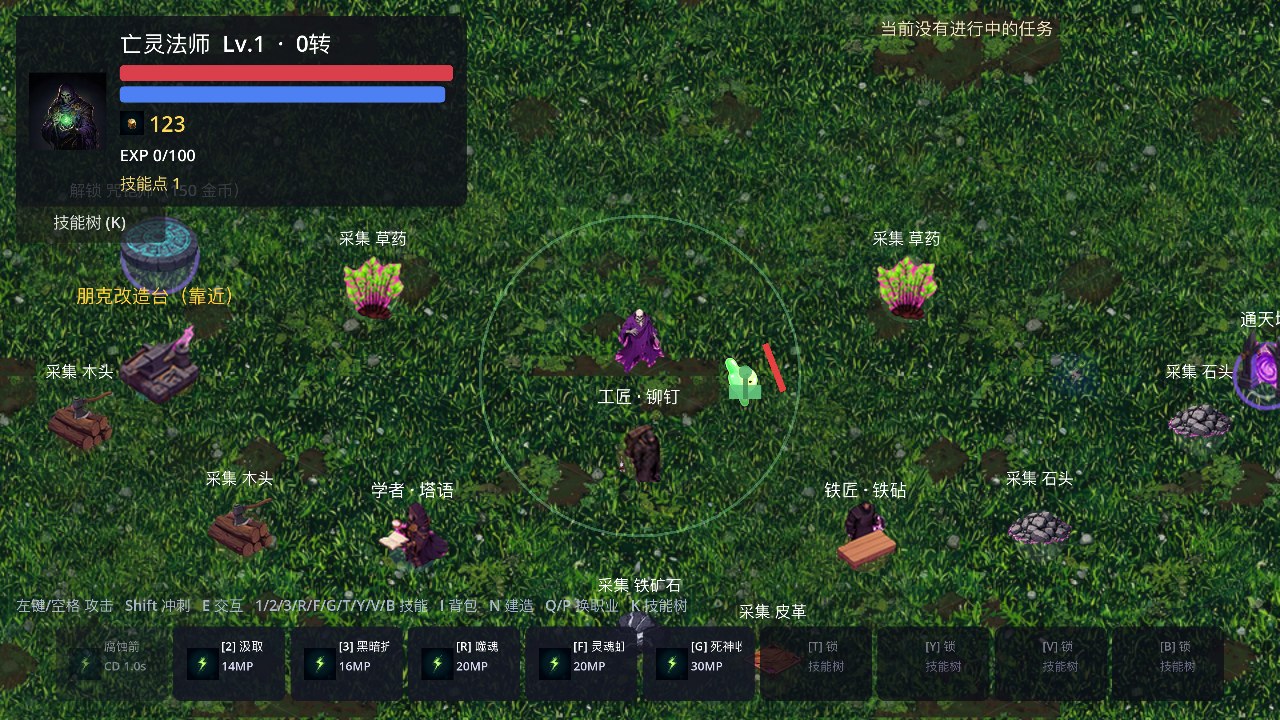 亡灵法师 Lv.1 · 0转
当前没有进行中的任务
123
EXP 0/100
技能点 1
技能树 (K)
采集 草药
采集 草药
朋克改造台（靠近）
通天
采集 木头
采集 石头
工匠·铆钉
采集 木头
学者·塔语
铁匠·铁砧
采集 石头
采集 铁矿石
左键/空格 攻击 Shift 冲刺 E 交互 1/2/3/R/F/G/T/Y/V/B 技能 I 背包 N 建造 Q/P 换职业 K 技能树
采集 皮革
腐蚀箭
CD 1.0s
[2] 汲取
14MP
[3] 黑暗
16MP
[R] 噬魂
20MP
[F] 灵魂
20MP
[G] 死神
30MP
[T] 锁
技能树
[Y] 锁
技能树
[V] 锁
技能树
[B] 锁
技能树